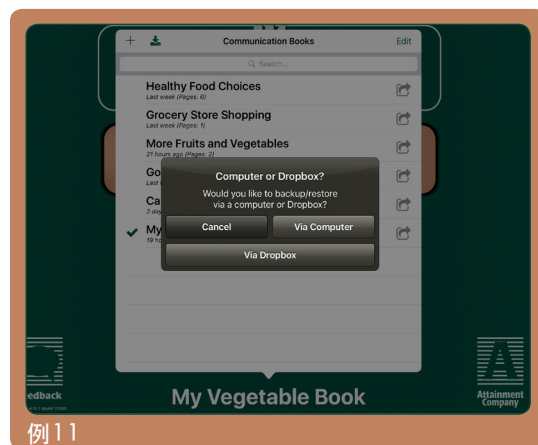 Communication Books
Edit
Search...
Healthy Food Choices
Last week (Pages: 6)
Grocery Store Shopping
Last week (Pages: 1)
More Fruits and Vegetables
21 hours ago (Pages: 2)
Go
Last
Ca
2 day
My
19 ho
Computer or Dropbox?
Would you like to backup/restore
via a computer or Dropbox?
Cancel
Via Computer
Via Dropbox
edback
My Vegetable Book
Attainment
Company
例11